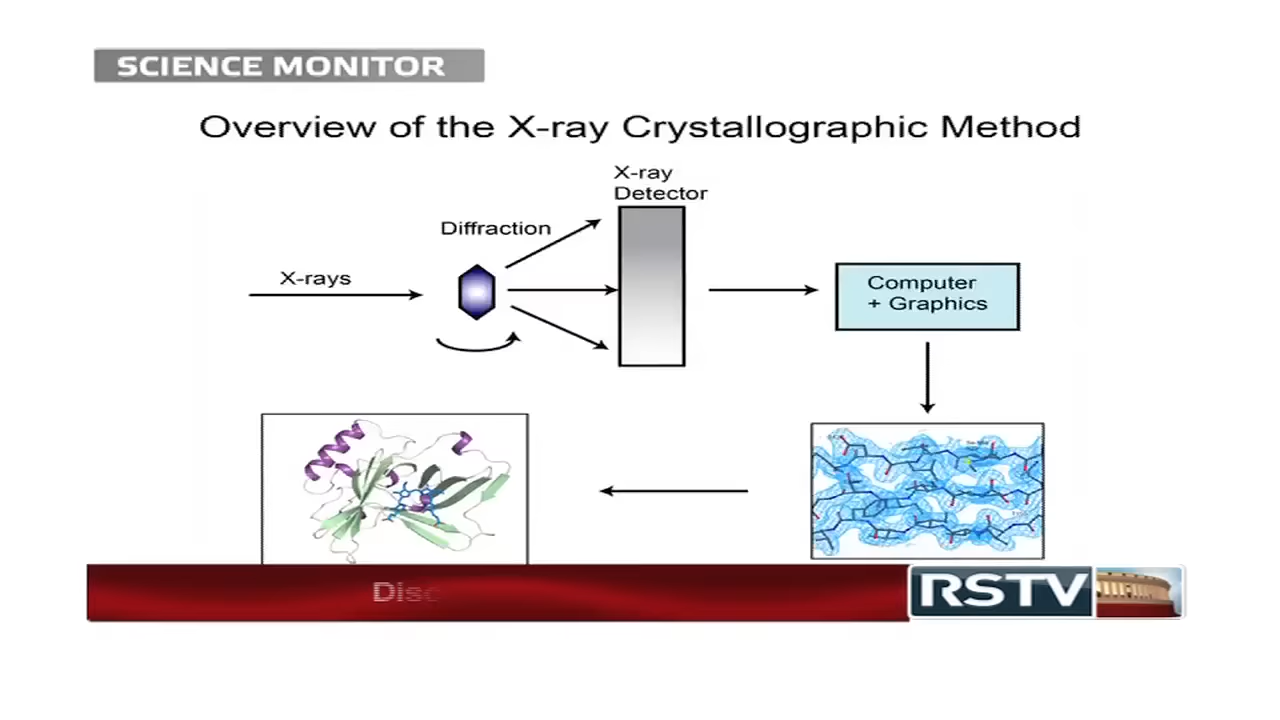 SCIENCE MONITOR
Overview of the X-ray Crystallographic Method
X-ray
Detector
Diffraction
X-rays
Computer
+ Graphics
RSTV